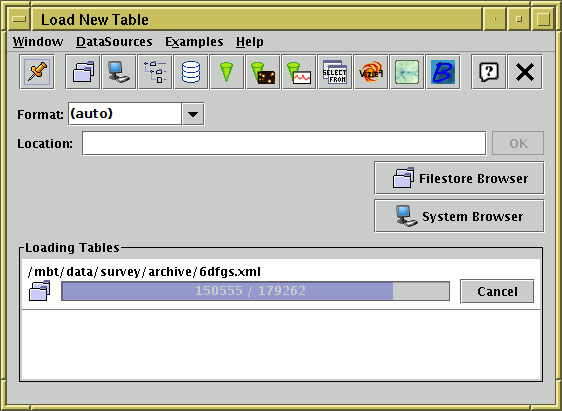 Load New Table
Window DataSources Examples Help
SELECT
FROM
VizieR
B
?
Format: (auto)
Location: OK
Filestore Browser
System Browser
Loading Tables
/mbt/data/survey/archive/6dfgs.xml
150555 / 179262 Cancel